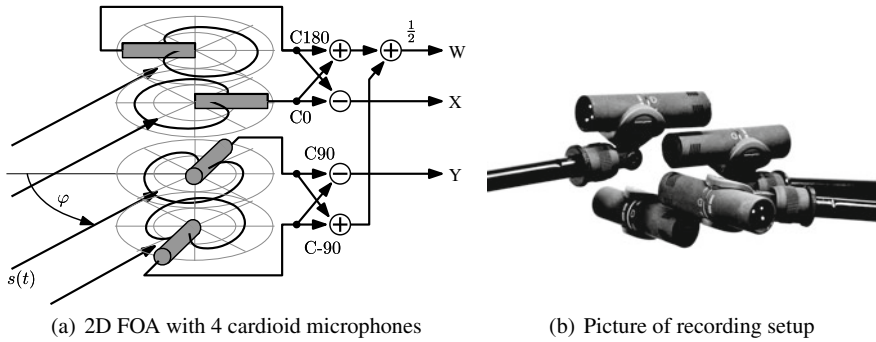 C180
1/2
W
C0
X
C90
Y
φ
C-90
s(t)
(a) 2D FOA with 4 cardioid microphones
(b) Picture of recording setup